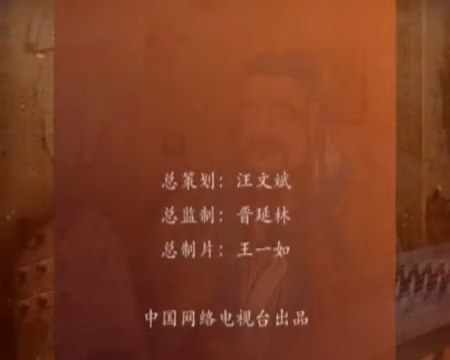 总策划：汪文斌
总监制：晋延林
总制片：王一如
中国网络电视台出品